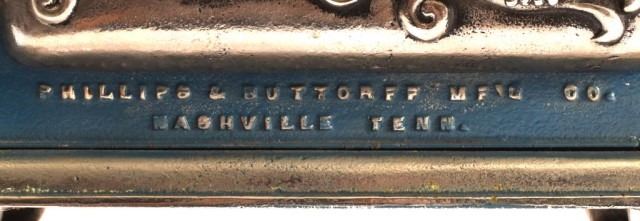 PHILLIPS & BUTTORFF MF'G CO.
NASHVILLE TENN.